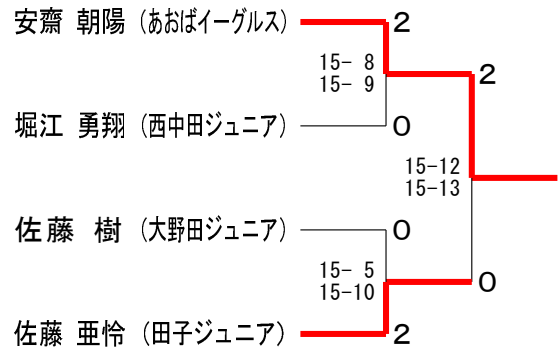 安齋 朝陽 (あおばイーグルス) 2
15- 8
15- 9
2
堀江 勇翔 (西中田ジュニア) 0
15-12
15-13
佐藤 樹 (大野田ジュニア) 0
15- 5
15-10
0
佐藤 亜怜 (田子ジュニア) 2